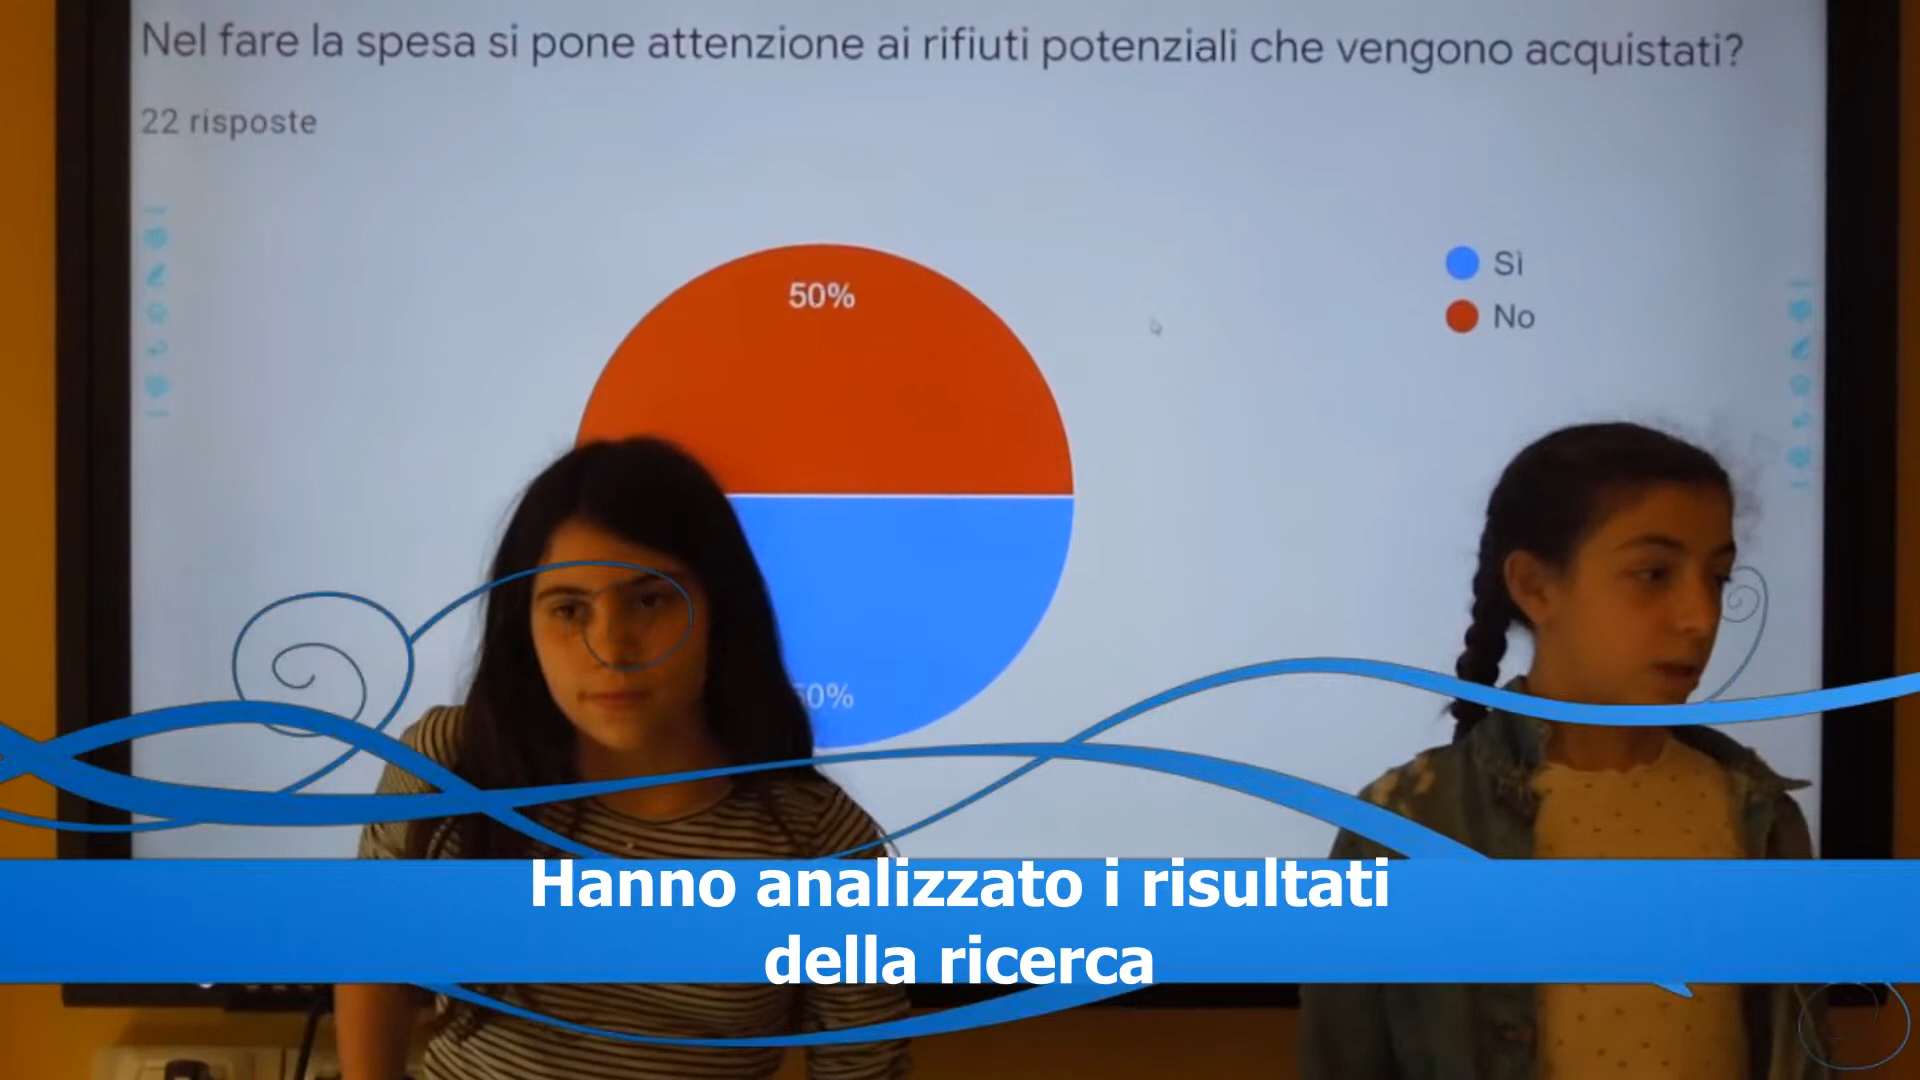 Nel fare la spesa si pone attenzione ai rifiuti potenziali che vengono acquistati?
22 risposte
50%
Sì
No
50%
Hanno analizzato i risultati
della ricerca